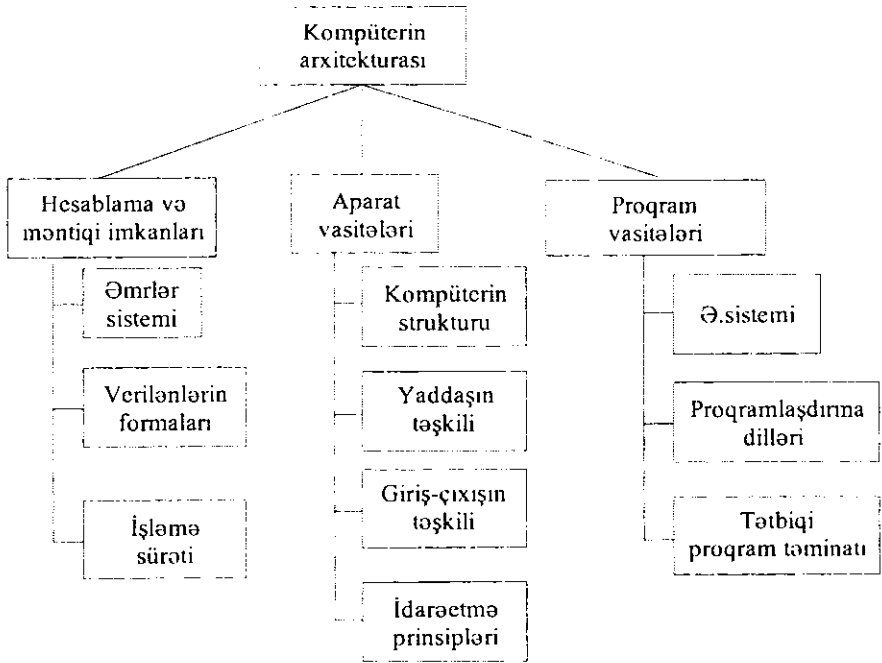 Kompüterin
arxitekturası
Hesablama və
məntiqi imkanları
Əmrlər
sistemi
Verilənlərin
formaları
İşləmə
sürəti
Aparat
vasitələri
Kompüterin
strukturu
Yaddaşın
təşkili
Giriş-çıxışın
təşkili
İdarəetmə
prinsipləri
Proqram
vasitələri
Ə.sistemi
Proqramlaşdırma
dilləri
Tətbiqi
proqram təminatı